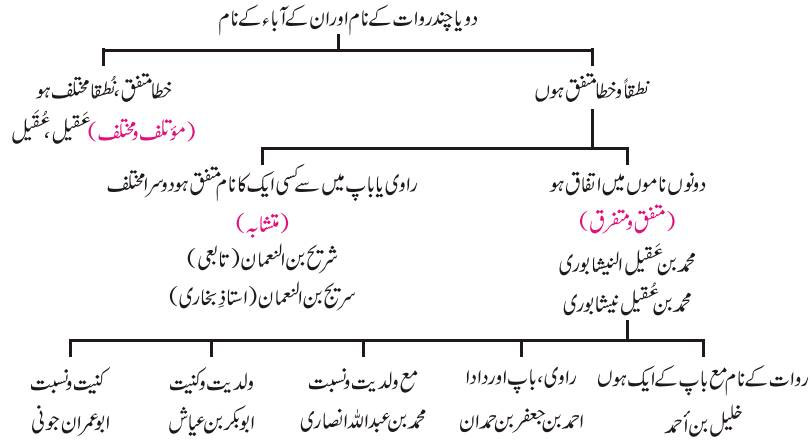 دو یا چند روات کے نام اور ان کے آباء کے نام
نطقاً و خطا متفق ہوں
خطا متفق، نُطقا مختلف ہو
(مؤتلف و مختلف) عَقیل، عُقَیل
دونوں ناموں میں اتفاق ہو
(متفق و متفرق)
محمد بن عَقیل النیشابوری
محمد بن عُقیل نیشابوری
راوی یا باپ میں سے کسی ایک کا نام متفق ہو دوسرا مختلف
(متشابہ)
شریح بن النعمان (تابعی)
سریج بن النعمان (استاذِ بخاری)
روات کے نام مع باپ کے ایک ہوں
خلیل بن أحمد
راوی، باپ اور دادا
احمد بن جعفر بن حمدان
مع ولدیت و نسبت
محمد بن عبداللہ انصاری
ولدیت و کنیت
ابو بکر بن عیاش
کنیت و نسبت
ابو عمران جونی